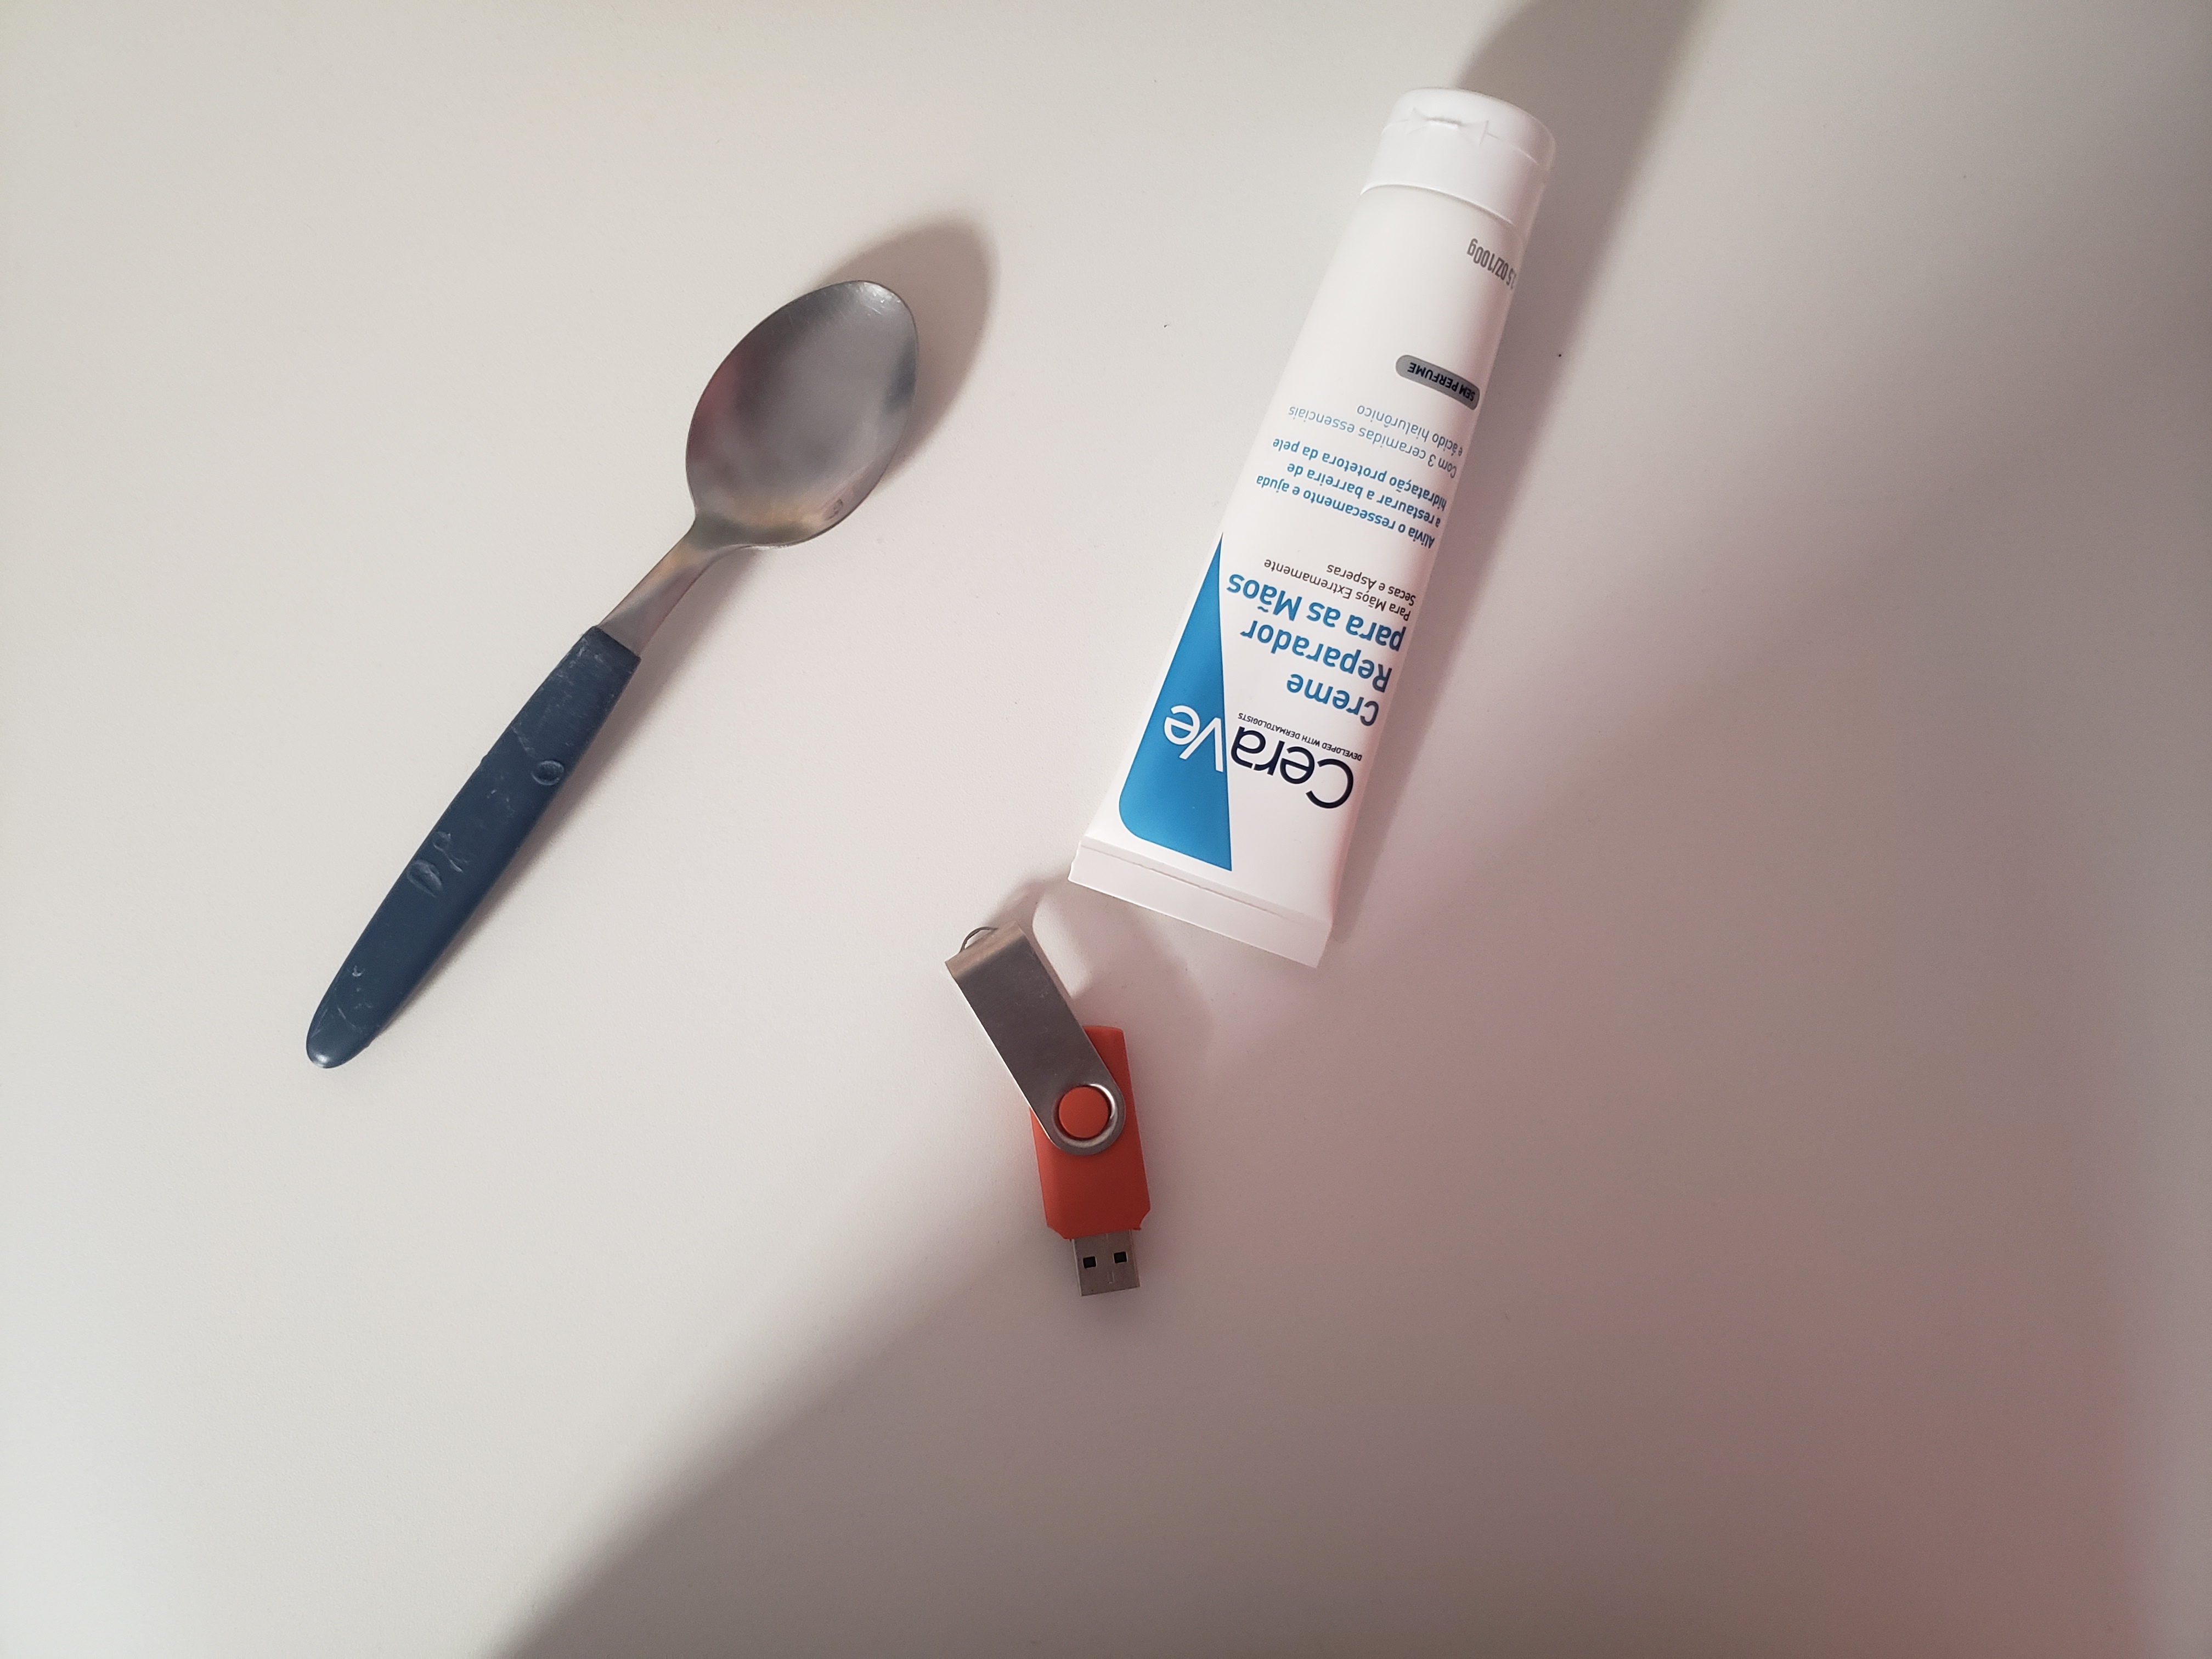 CeraVe
DEVELOPED WITH DERMATOLOGISTS
Creme
Reparador
para as Mãos
Para Mãos Extremamente
Secas e Ásperas
Alivia o ressecamento e ajuda
a restaurar a barreira de
hidratação protetora da pele
Com 3 ceramidas essenciais
e ácido hialurônico
SEM PERFUME
OZ/100g